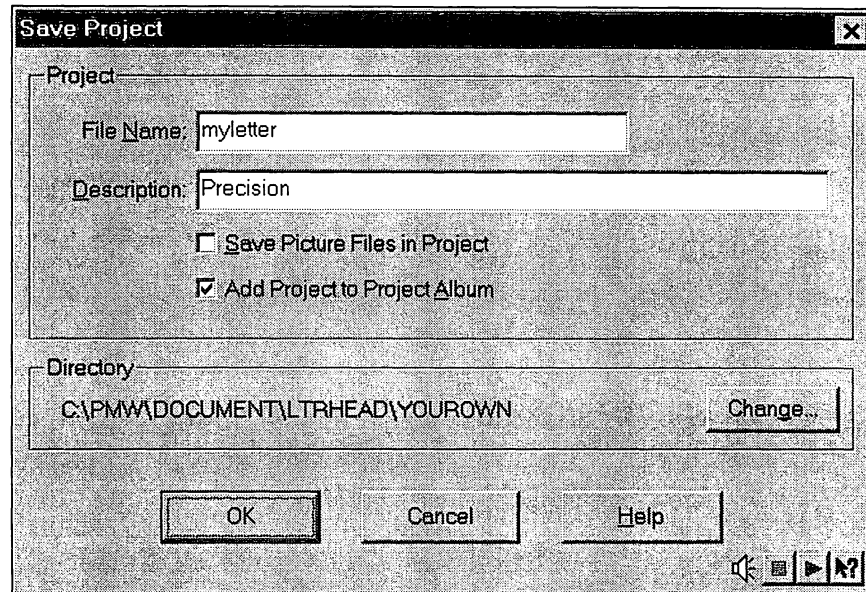 Save Project
Project
File Name: myletter
Description: Precision
Save Picture Files in Project
Add Project to Project Album
Directory
C:\PMW\DOCUMENT\LTRHEAD\YOUROWN Change...
OK Cancel Help
?